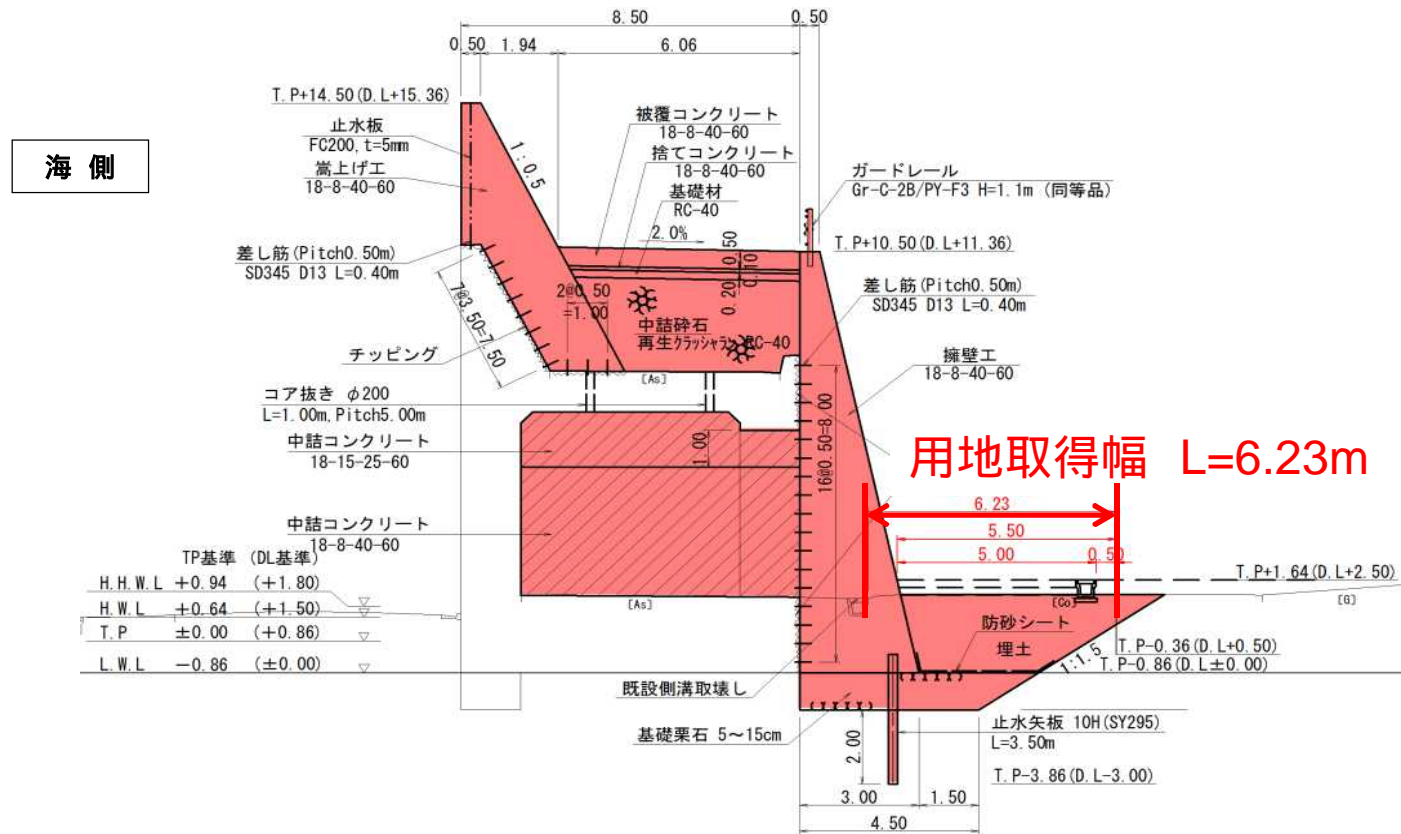 8.50
0.50
0.50
1.94
6.06
T.P+14.50(D.L+15.36)
止水板
FC200, t=5mm
嵩上げ工
18-8-40-60
1:0.5
被覆コンクリート
18-8-40-60
捨てコンクリート
18-8-40-60
基礎材
RC-40
2.0%
ガードレール
Gr-C-2B/PY-F3 H=1.1m (同等品)
海 側
T.P+10.50(D.L+11.36)
0.50
0.10
0.20
差し筋(Pitch0.50m)
SD345 D13 L=0.40m
差し筋(Pitch0.50m)
SD345 D13 L=0.40m
7@3.50=7.50
2@0.50
=1.00
中詰砕石
再生クラッシャラン RC-40
チッピング
[As]
擁壁工
18-8-40-60
コア抜き φ200
L=1.00m, Pitch5.00m
中詰コンクリート
18-15-25-60
1.00
16@0.50=8.00
用地取得幅 L=6.23m
6.23
5.50
5.00
0.50
中詰コンクリート
18-8-40-60
TP基準 (DL基準)
H.H.W.L +0.94 (+1.80)
H.W.L +0.64 (+1.50)
T.P ±0.00 (+0.86)
L.W.L −0.86 (±0.00)
[As]
[Co]
T.P+1.64(D.L+2.50)
[G]
防砂シート
埋土
T.P-0.36(D.L+0.50)
1:1.5
T.P-0.86(D.L±0.00)
既設側溝取壊し
基礎栗石 5～15cm
2.00
止水矢板 10H(SY295)
L=3.50m
T.P-3.86(D.L-3.00)
3.00
1.50
4.50